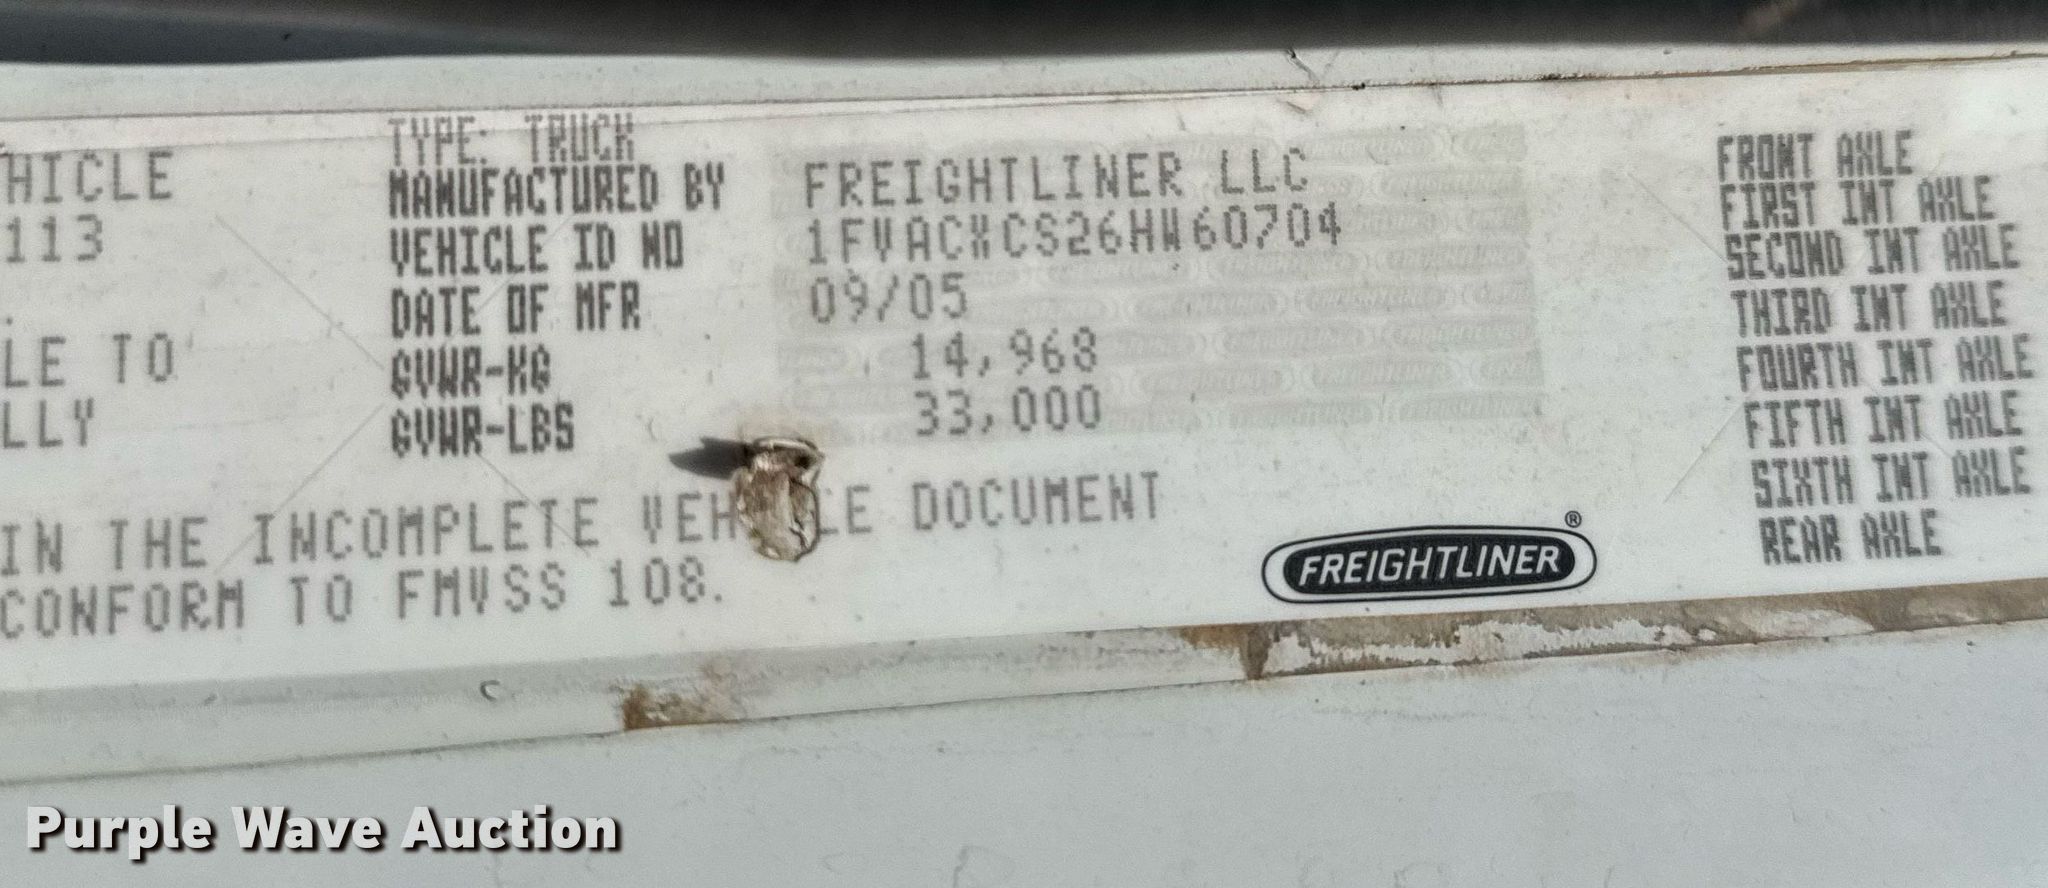 HICLE
113
LE TO
LLY
TYPE: TRUCK
MANUFACTURED BY FREIGHTLINER LLC
VEHICLE ID NO 1FVACXCS26HW60704
DATE OF MFR 09/05
GVWR-KG 14,968
GVWR-LBS 33,000
IN THE INCOMPLETE VEH LE DOCUMENT
CONFORM TO FMVSS 108.
FREIGHTLINER®
FRONT AXLE
FIRST INT AXLE
SECOND INT AXLE
THIRD INT AXLE
FOURTH INT AXLE
FIFTH INT AXLE
SIXTH INT AXLE
REAR AXLE
Purple Wave Auction